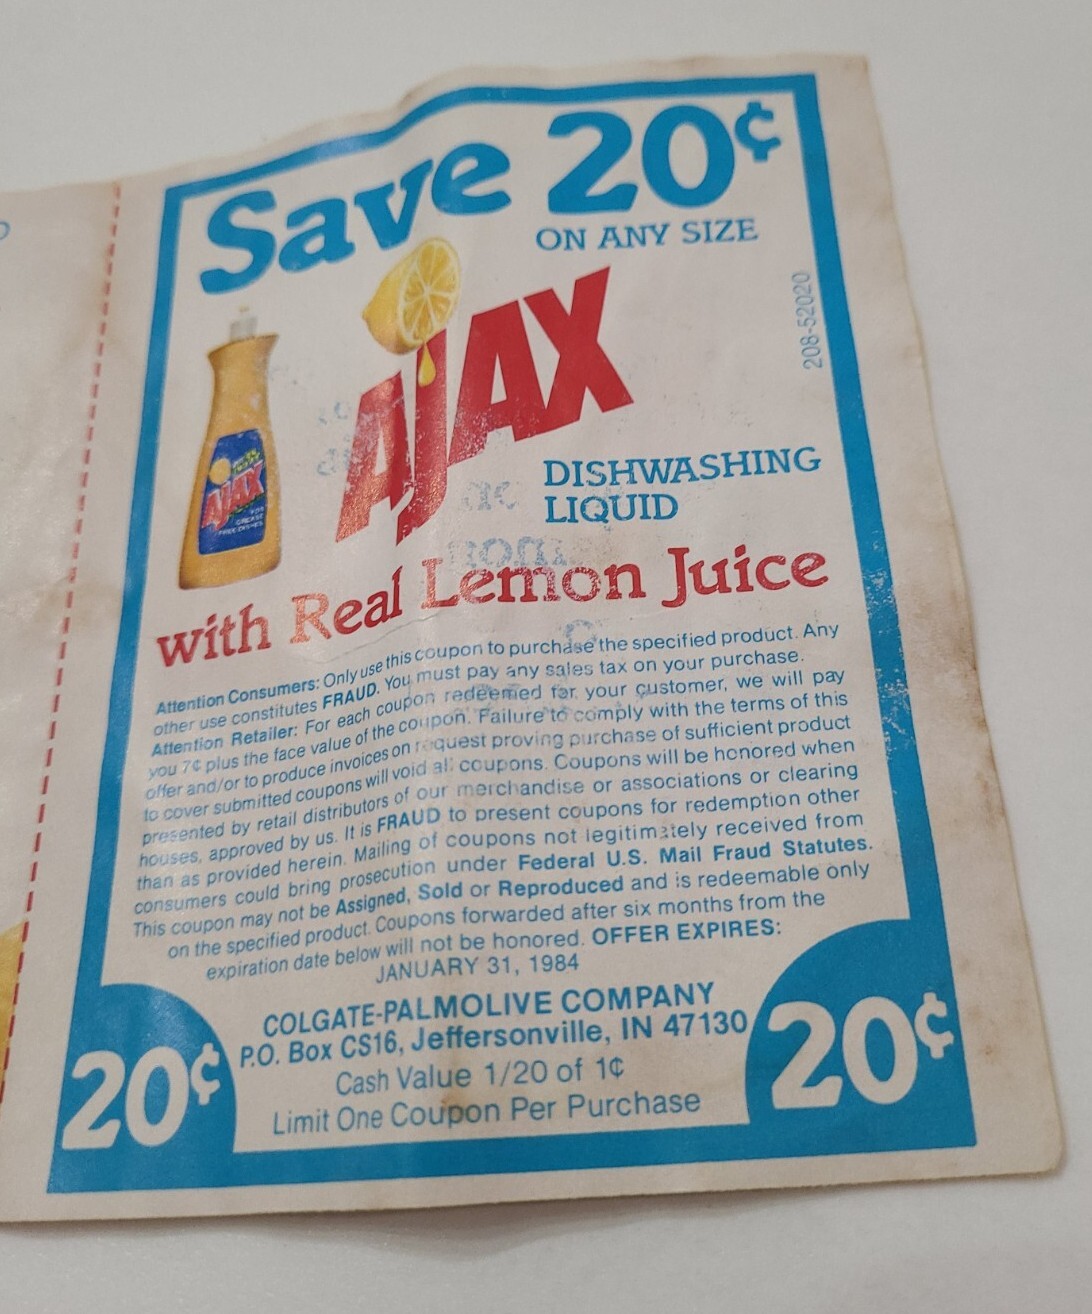 Save 20¢
ON ANY SIZE
208-52020
AJAX
AJAX
FOR
GREASE
FREE DISHES
DISHWASHING
LIQUID
with Real Lemon Juice
Attention Consumers: Only use this coupon to purchase the specified product. Any
other use constitutes FRAUD. You must pay any sales tax on your purchase.
Attention Retailer: For each coupon redeemed for your customer, we will pay
you 7¢ plus the face value of the coupon. Failure to comply with the terms of this
offer and/or to produce invoices on request proving purchase of sufficient product
to cover submitted coupons will void all coupons. Coupons will be honored when
presented by retail distributors of our merchandise or associations or clearing
houses, approved by us. It is FRAUD to present coupons for redemption other
than as provided herein. Mailing of coupons not legitimately received from
consumers could bring prosecution under Federal U.S. Mail Fraud Statutes.
This coupon may not be Assigned, Sold or Reproduced and is redeemable only
on the specified product. Coupons forwarded after six months from the
expiration date below will not be honored. OFFER EXPIRES:
JANUARY 31, 1984
COLGATE-PALMOLIVE COMPANY
P.O. Box CS16, Jeffersonville, IN 47130
Cash Value 1/20 of 1¢
Limit One Coupon Per Purchase
20¢
20¢